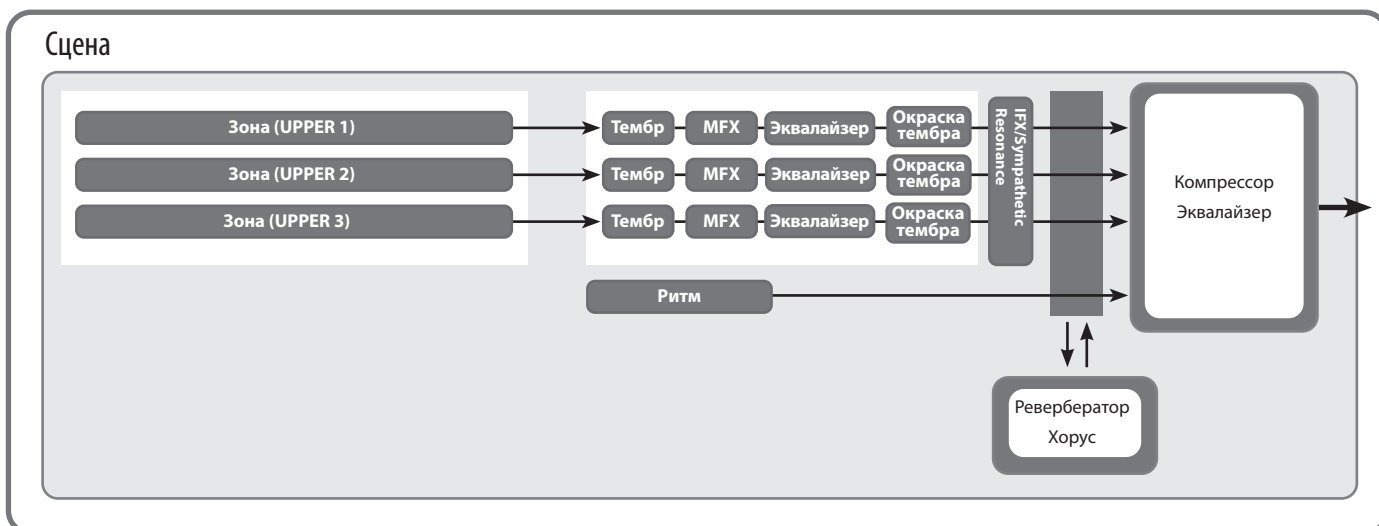 Сцена
Зона (UPPER 1)
Тембр
MFX
Эквалайзер
Окраска
тембра
Зона (UPPER 2)
Тембр
MFX
Эквалайзер
Окраска
тембра
Зона (UPPER 3)
Тембр
MFX
Эквалайзер
Окраска
тембра
IFX/Sympathetic
Resonance
Ритм
Компрессор
Эквалайзер
Ревербератор
Хорус